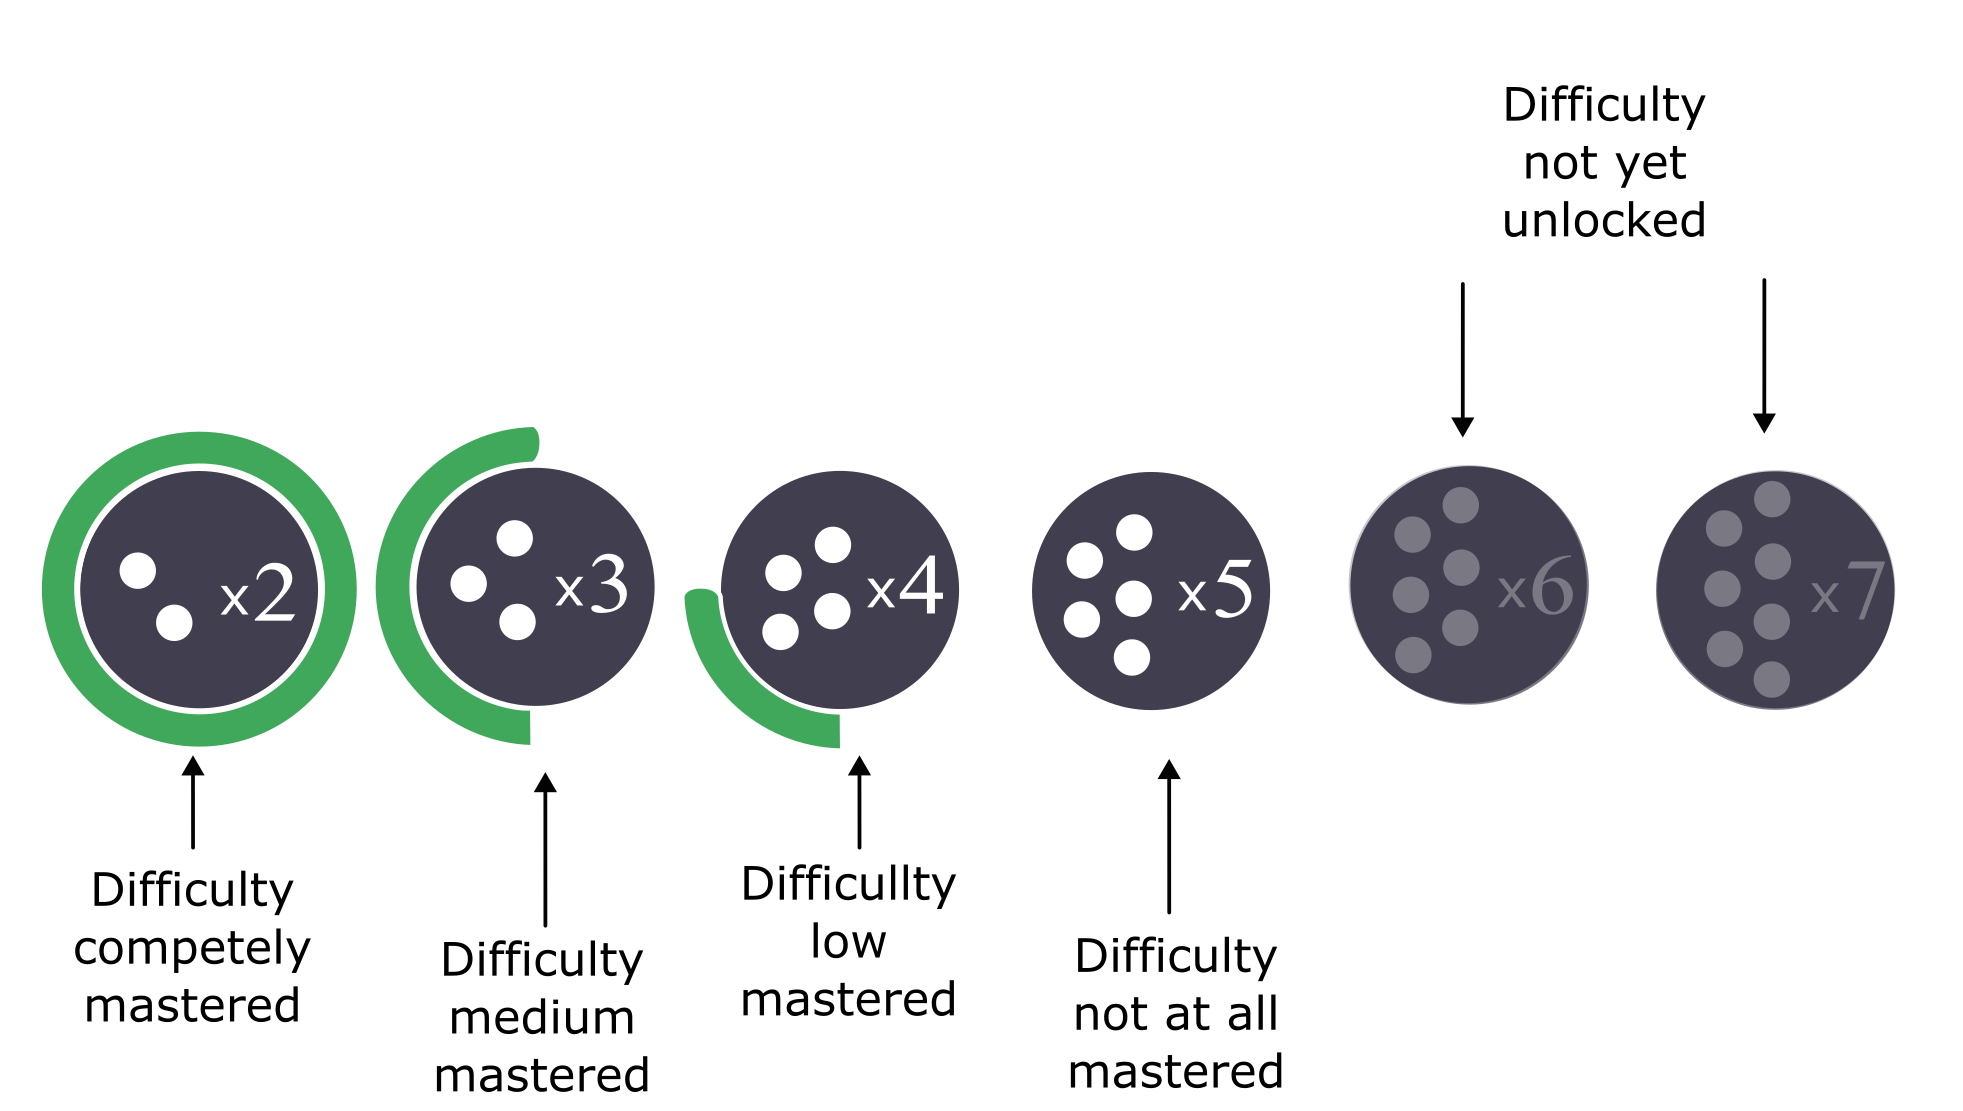 Difficulty
not yet
unlocked
x2
x3
x4
x5
x6
x7
Difficulty
competely
mastered
Difficulty
medium
mastered
Difficullty
low
mastered
Difficulty
not at all
mastered